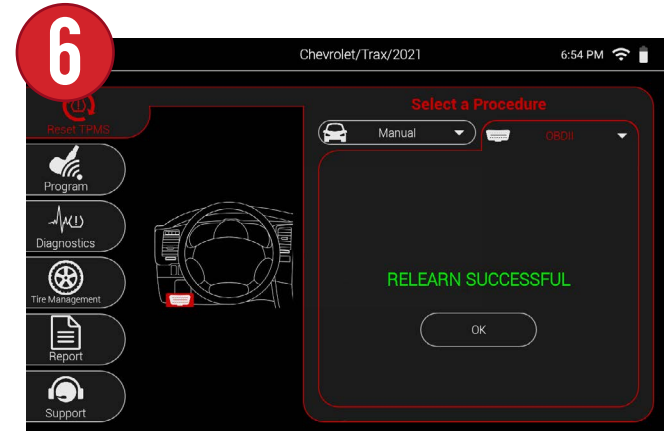 6
Chevrolet/Trax/2021
6:54 PM
Reset TPMS
Program
Diagnostics
Tire Management
Report
Support
Select a Procedure
Manual
OBDII
RELEARN SUCCESSFUL
OK